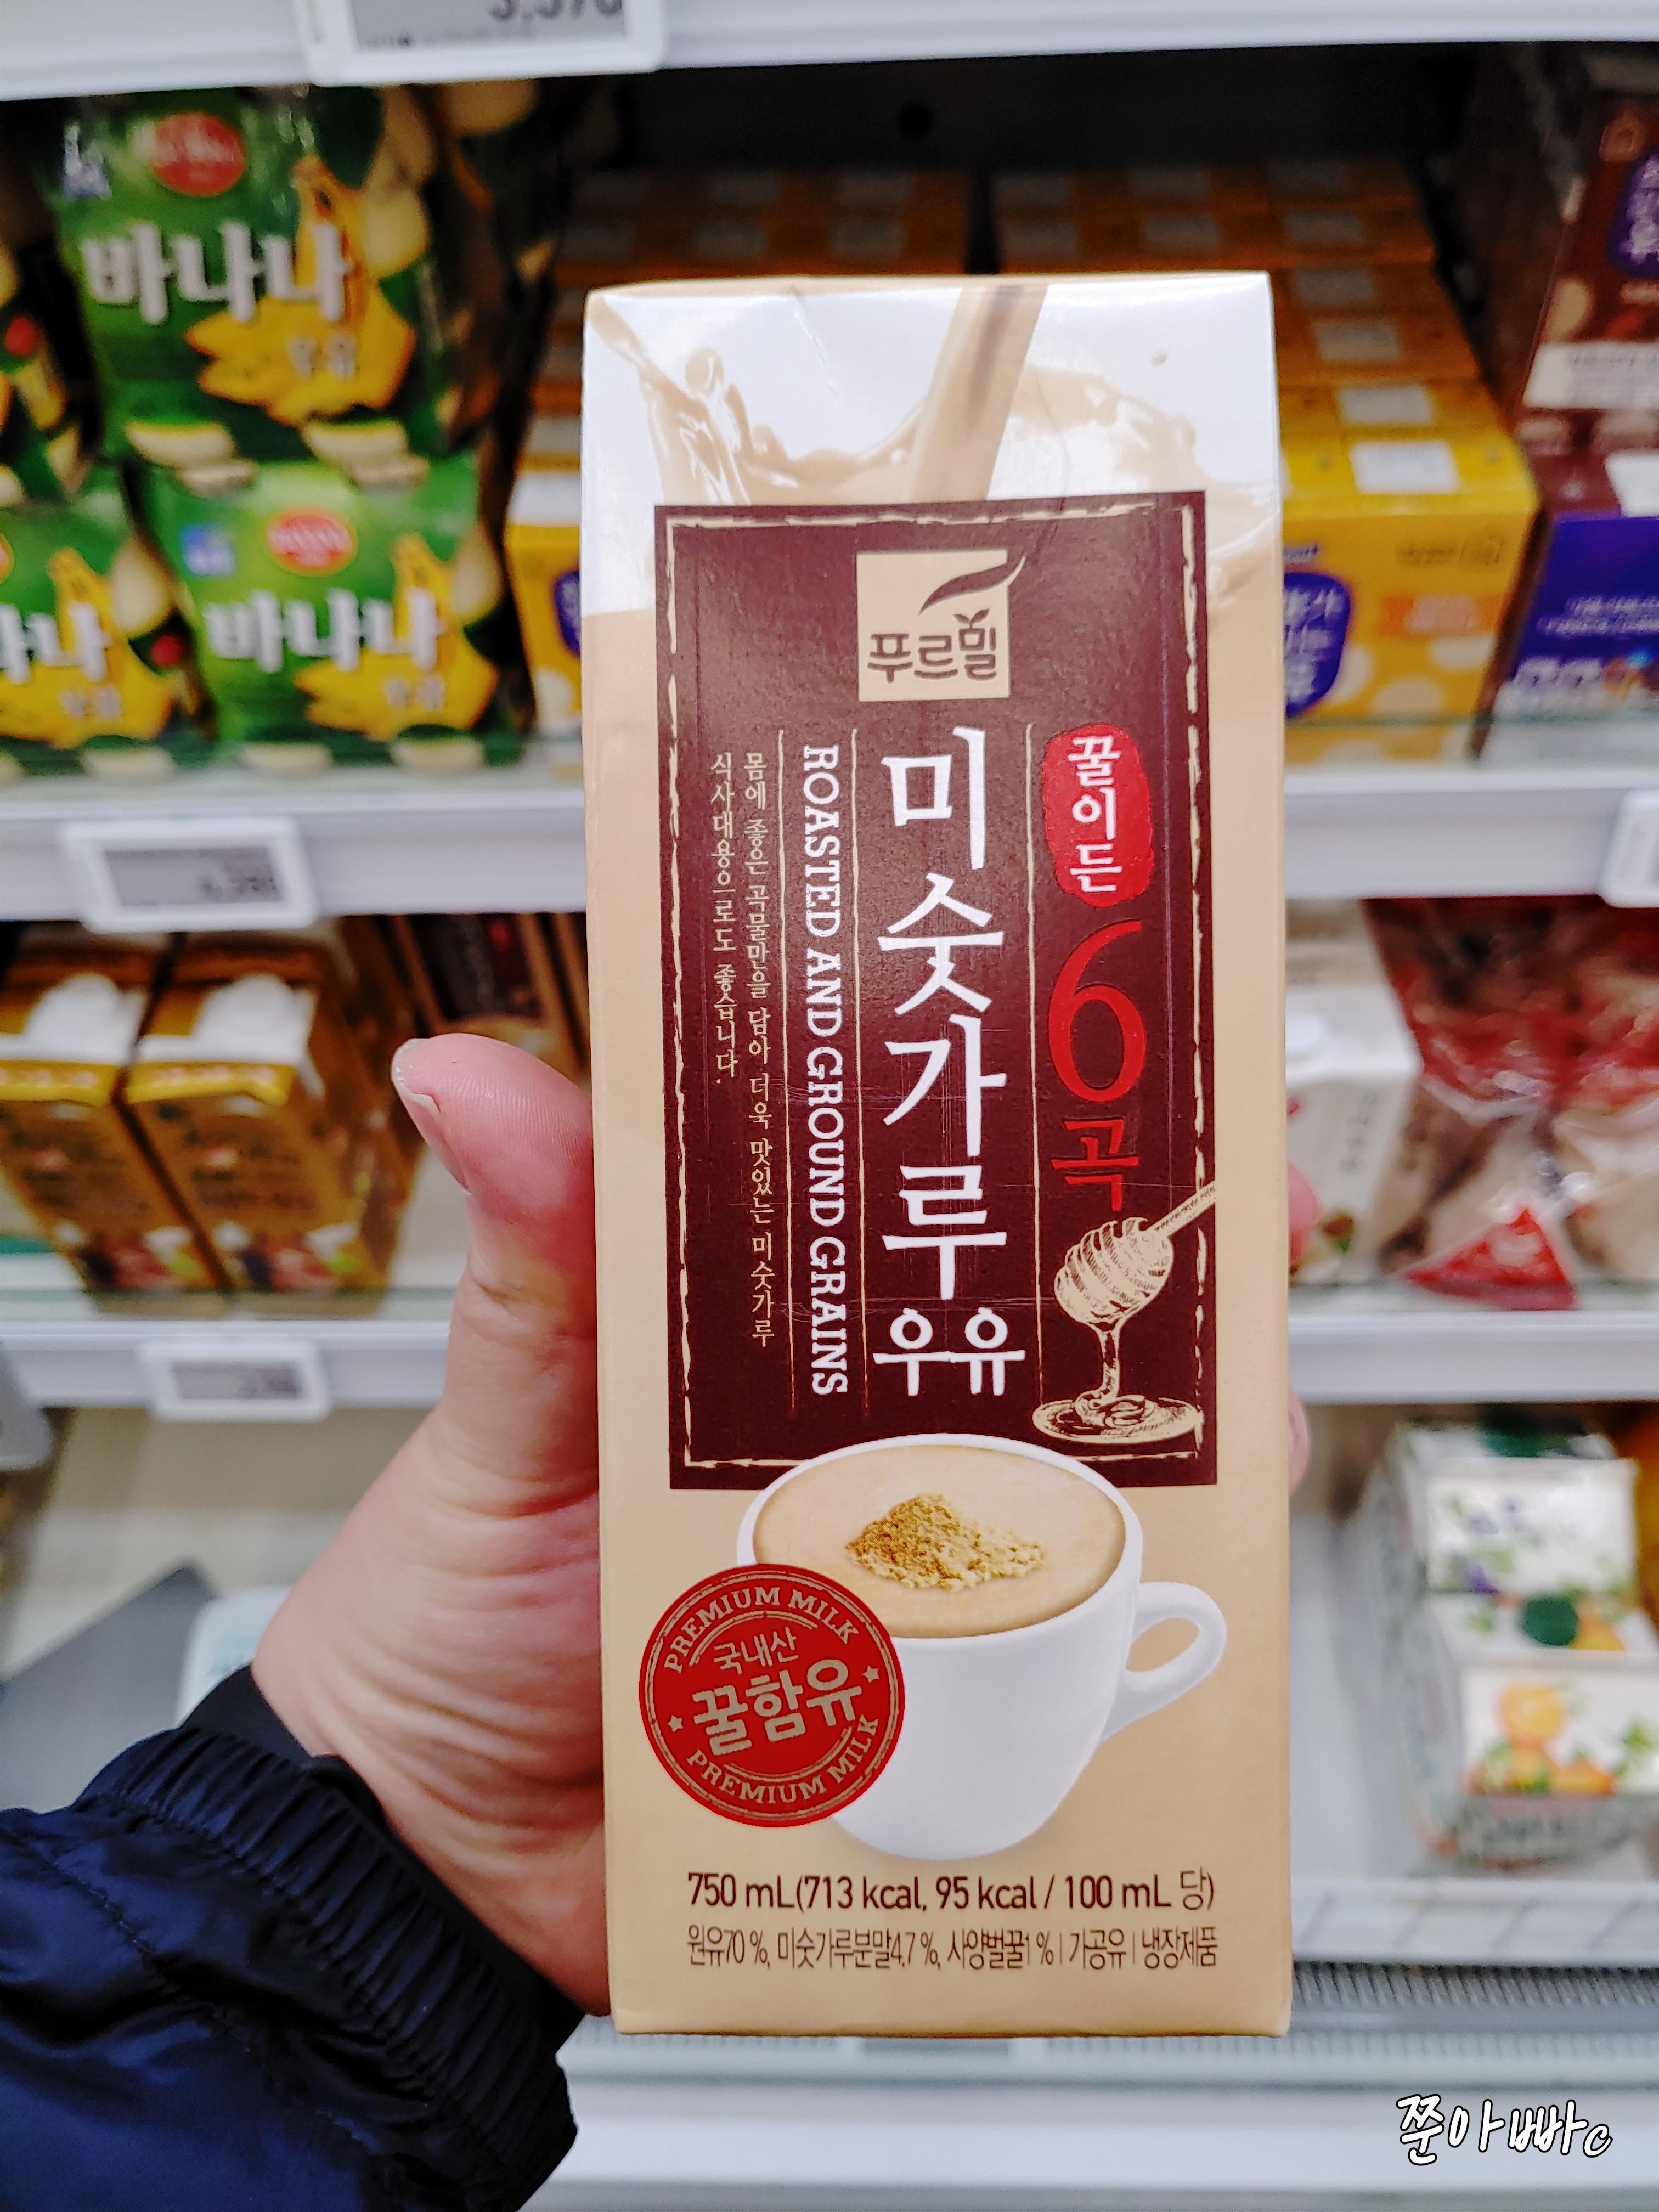 바나나
우유
바나나
푸르밀
꿀이든
6곡
미숫가루
우유
ROASTED AND GROUND GRAINS
몸에 좋은 곡물만을 담아 더욱 맛있는 미숫가루
식사대용으로도 좋습니다.
PREMIUM MILK
국내산
꿀함유
PREMIUM MILK
750 mL(713 kcal, 95 kcal / 100 mL 당)
원유70 %, 미숫가루분말4.7 %, 사양벌꿀1 % | 가공유 | 냉장제품
쭌아빠c